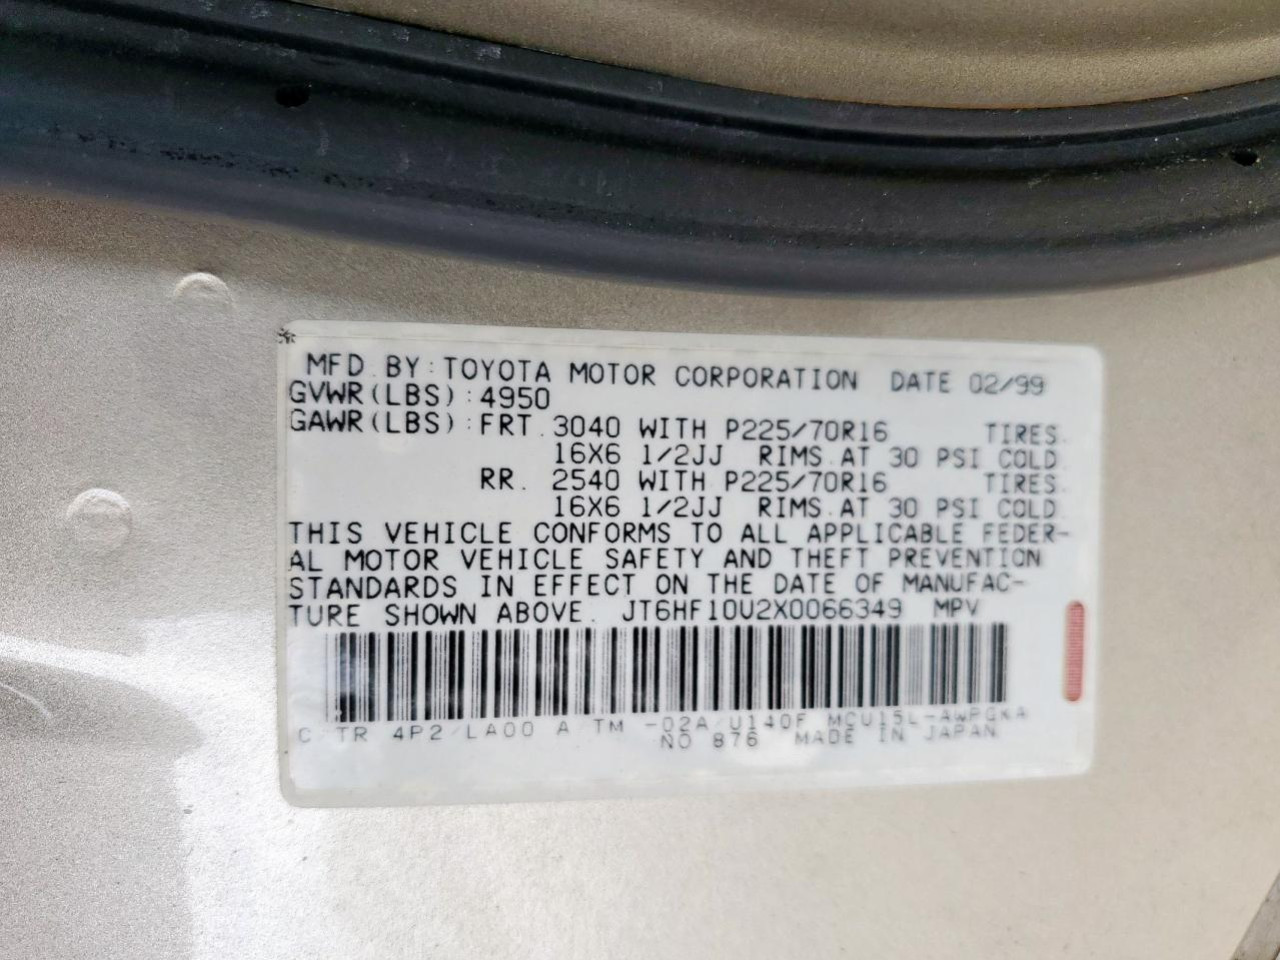 MFD. BY: TOYOTA MOTOR CORPORATION DATE 02/99
GVWR(LBS): 4950
GAWR(LBS): FRT. 3040 WITH P225/70R16 TIRES.
16X6 1/2JJ RIMS. AT 30 PSI COLD.
RR. 2540 WITH P225/70R16 TIRES.
16X6 1/2JJ RIMS. AT 30 PSI COLD.
THIS VEHICLE CONFORMS TO ALL APPLICABLE FEDER-
AL MOTOR VEHICLE SAFETY AND THEFT PREVENTION
STANDARDS IN EFFECT ON THE DATE OF MANUFAC-
TURE SHOWN ABOVE. JT6HF10U2X0066349 MPV
C/TR 4P2/LA00 A/TM -02A/U140F MCU15L-AWPGKA
NO 876 MADE IN JAPAN